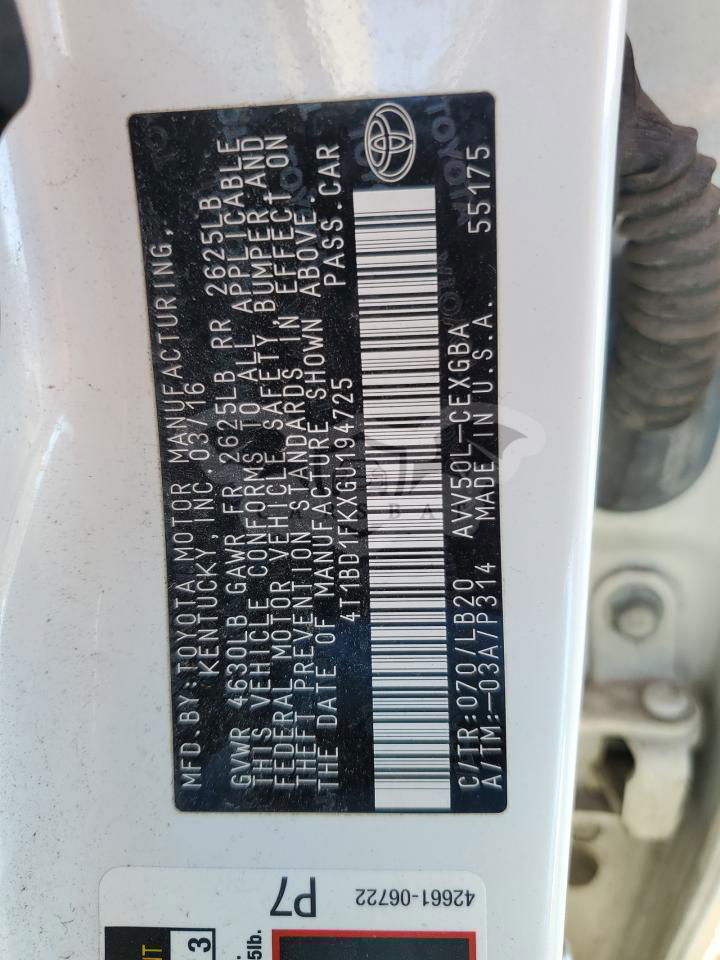 MFD.BY:TOYOTA MOTOR MANUFACTURING,
KENTUCKY, INC. 03/16
GVWR 4630LB GAWR FR 2625LB RR 2625LB
THIS VEHICLE CONFORMS TO ALL APPLICABLE
FEDERAL MOTOR VEHICLE SAFETY,BUMPER AND
THEFT PREVENTION STANDARDS IN EFFECT ON
THE DATE OF MANUFACTURE SHOWN ABOVE.
4T1BD1FKXGU194725 PASS.CAR
C/TR:070/LB20 AVV50L-CEXGBA 55175
A/TM:-03A/P314 MADE IN U.S.A.
TOYOTA
P7
42661-06722
3
5lb.